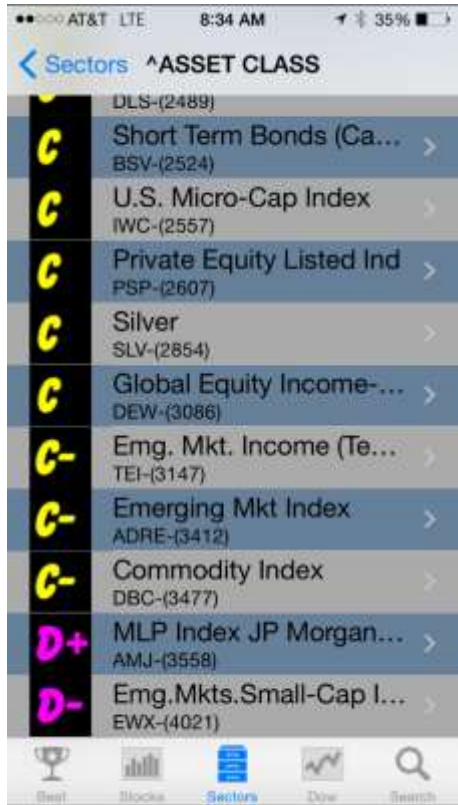 AT&T LTE 8:34 AM 35%
Sectors ^ASSET CLASS
DLS-(2489)
C Short Term Bonds (Ca...
BSV-(2524)
C U.S. Micro-Cap Index
IWC-(2557)
C Private Equity Listed Ind
PSP-(2607)
C Silver
SLV-(2854)
C Global Equity Income-...
DEW-(3086)
C- Emg. Mkt. Income (Te...
TEI-(3147)
C- Emerging Mkt Index
ADRE-(3412)
C- Commodity Index
DBC-(3477)
D+ MLP Index JP Morgan...
AMJ-(3558)
D- Emg.Mkts.Small-Cap I...
EWX-(4021)
Best Stocks Sectors Dow Search